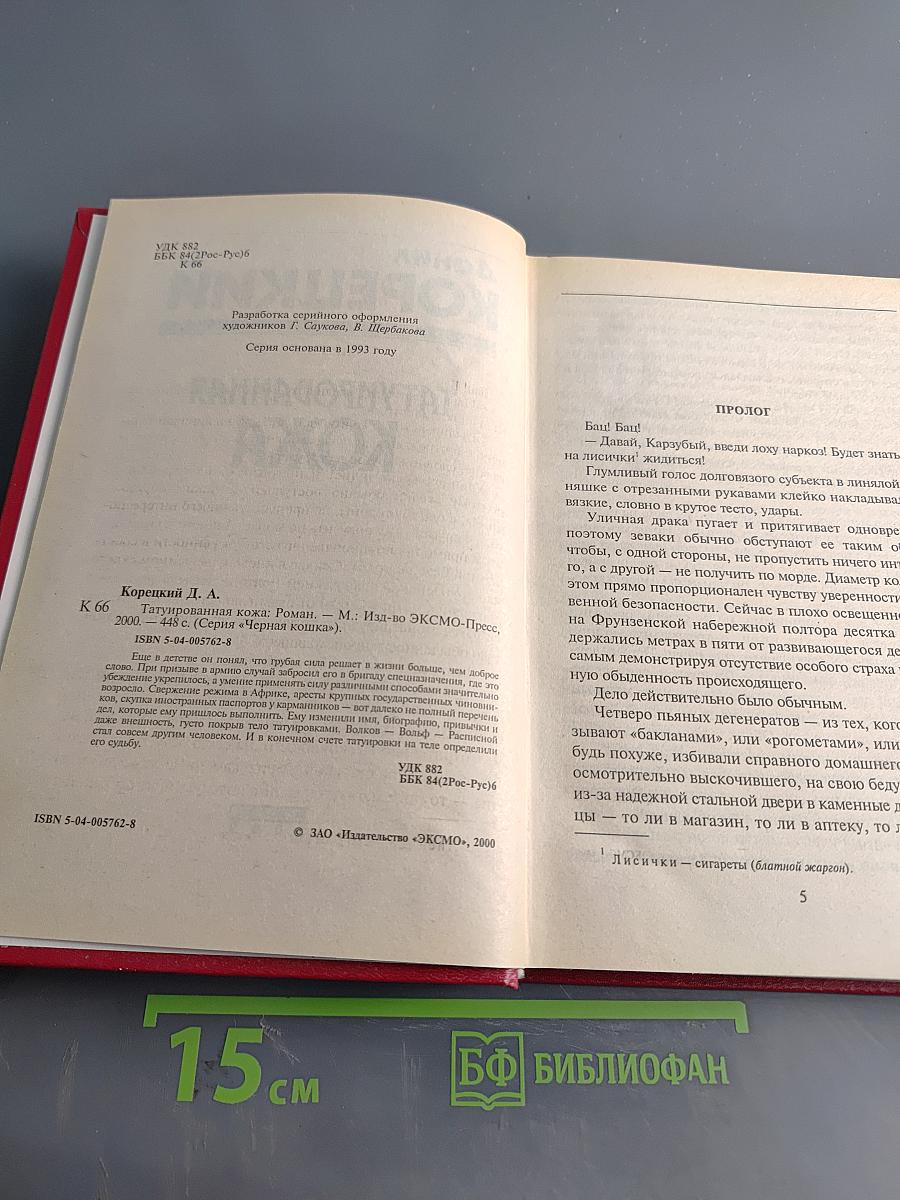 УДК 882
ББК 84(2Рос-Рус)6
К 66
Разработка серийного оформления
художников Г. Саукова, В. Щербакова
Серия основана в 1993 году
Корецкий Д. А.
К 66 Татуированная кожа: Роман. — М.: Изд-во ЭКСМО-Пресс,
2000. — 448 с. (Серия «Черная кошка»).
ISBN 5-04-005762-8
Еще в детстве он понял, что грубая сила решает в жизни больше, чем доброе
слово. При призыве в армию случай забросил его в бригаду спецназначения, где это
убеждение укрепилось, а умение применять силу различными способами значительно
возросло. Свержение режима в Африке, аресты крупных государственных чиновни-
ков, скупка иностранных паспортов у карманников — вот далеко не полный перечень
дел, которые ему пришлось выполнить. Ему изменили имя, биографию, привычки и
даже внешность, густо покрыв тело татуировками. Волков — Вольф — Расписной
стал совсем другим человеком. И в конечном счете татуировки на теле определили
его судьбу.
УДК 882
ББК 84(2Рос-Рус)6
ISBN 5-04-005762-8
© ЗАО «Издательство «ЭКСМО», 2000
ПРОЛОГ
Бац! Бац!
— Давай, Карзубый, введи лоху наркоз! Будет знать
на лисички¹ жидиться!
Глумливый голос долговязого субъекта в линялой
няшке с отрезанными рукавами клейко накладывал
вязкие, словно в крутое тесто, удары.
Уличная драка пугает и притягивает одновре
поэтому зеваки обычно обступают ее таким об
чтобы, с одной стороны, не пропустить ничего инт
го, а с другой — не получить по морде. Диаметр ко
этом прямо пропорционален чувству уверенности
венной безопасности. Сейчас в плохо освещенно
на Фрунзенской набережной полтора десятка
держались метрах в пяти от развивающегося де
самым демонстрируя отсутствие особого страха
ную обыденность происходящего.
Дело действительно было обычным.
Четверо пьяных дегенератов — из тех, кого
зывают «бакланами», или «рогометами», или
будь похуже, избивали справного домашнего
осмотрительно выскочившего, на свою беду
из-за надежной стальной двери в каменные д
цы — то ли в магазин, то ли в аптеку, то л
¹ Лисички — сигареты (блатной жаргон).
5
15 см
БФ БИБЛИОФАН